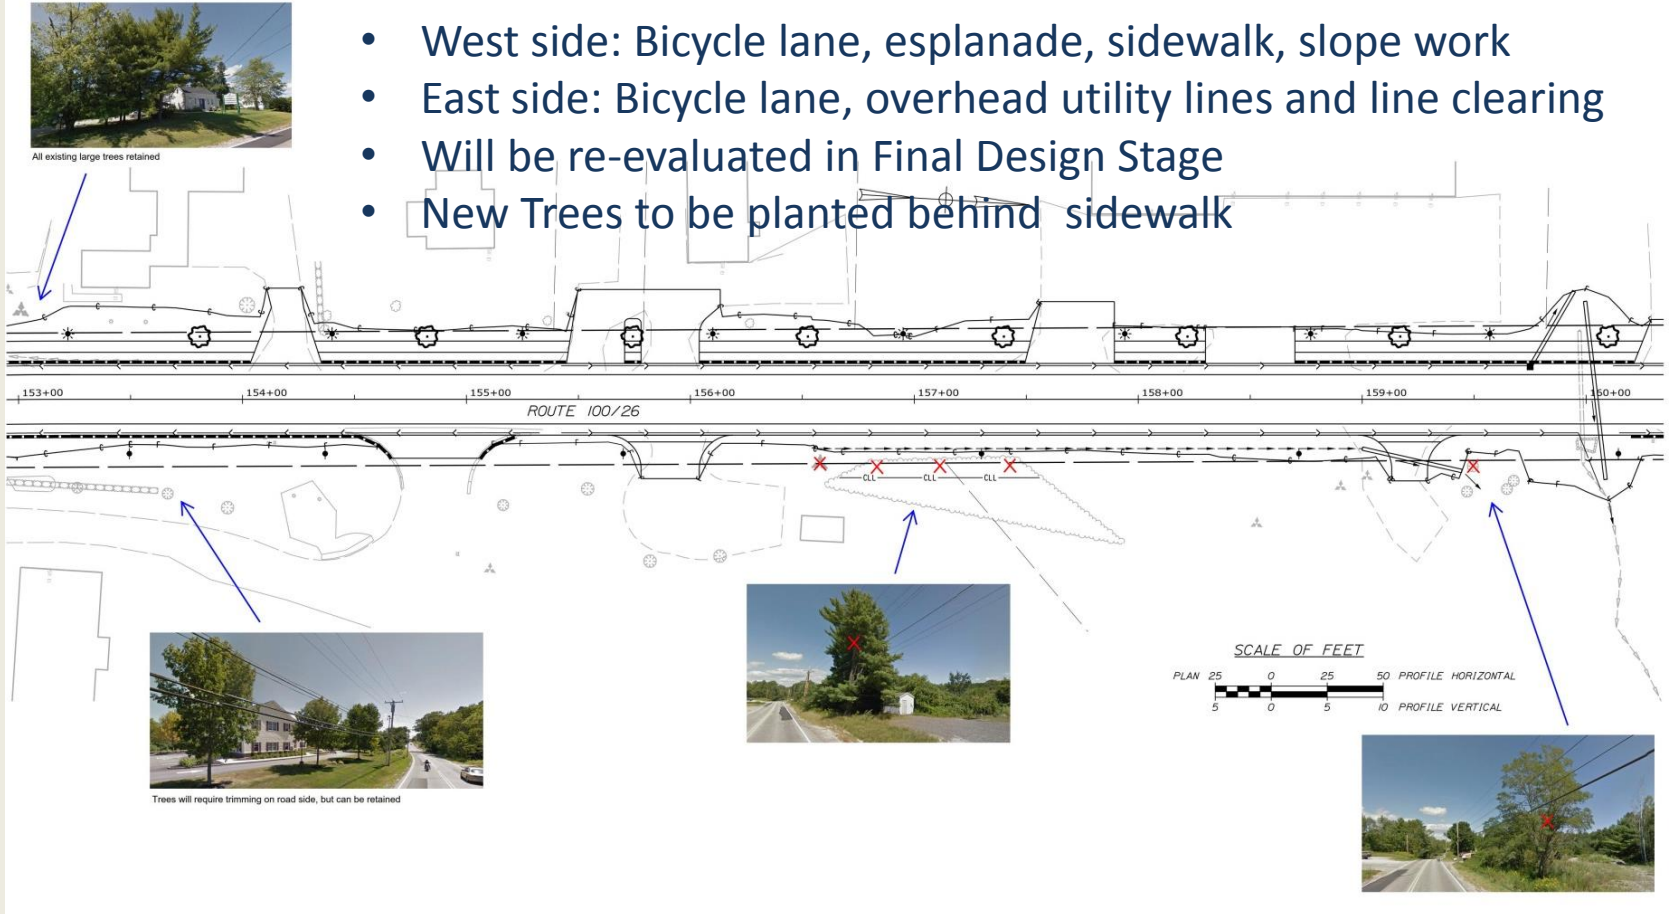 • West side: Bicycle lane, esplanade, sidewalk, slope work
• East side: Bicycle lane, overhead utility lines and line clearing
• Will be re-evaluated in Final Design Stage
• New Trees to be planted behind sidewalk
All existing large trees retained
153+00 154+00 155+00 156+00 157+00 158+00 159+00 160+00
ROUTE 100/26
CLL CLL CLL
SCALE OF FEET
PLAN 25 0 25 50 PROFILE HORIZONTAL
5 0 5 10 PROFILE VERTICAL
Trees will require trimming on road side, but can be retained